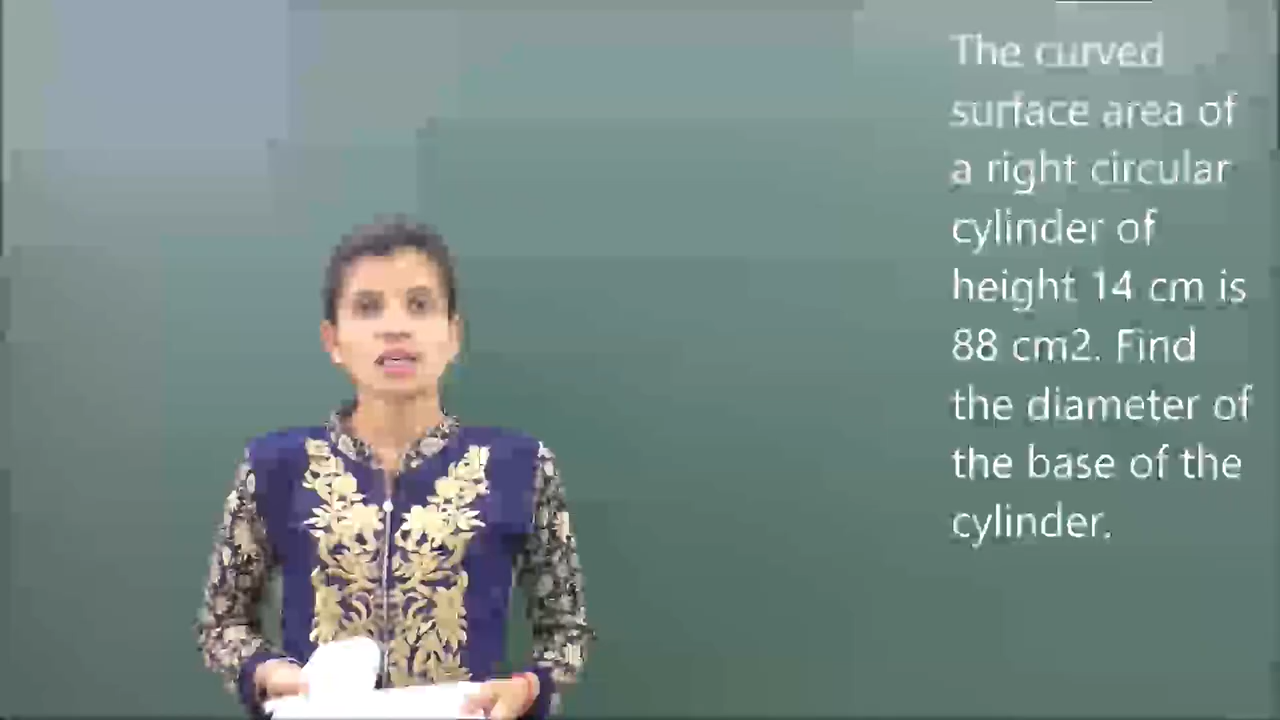 The curved
surface area of
a right circular
cylinder of
height 14 cm is
88 cm2. Find
the diameter of
the base of the
cylinder.